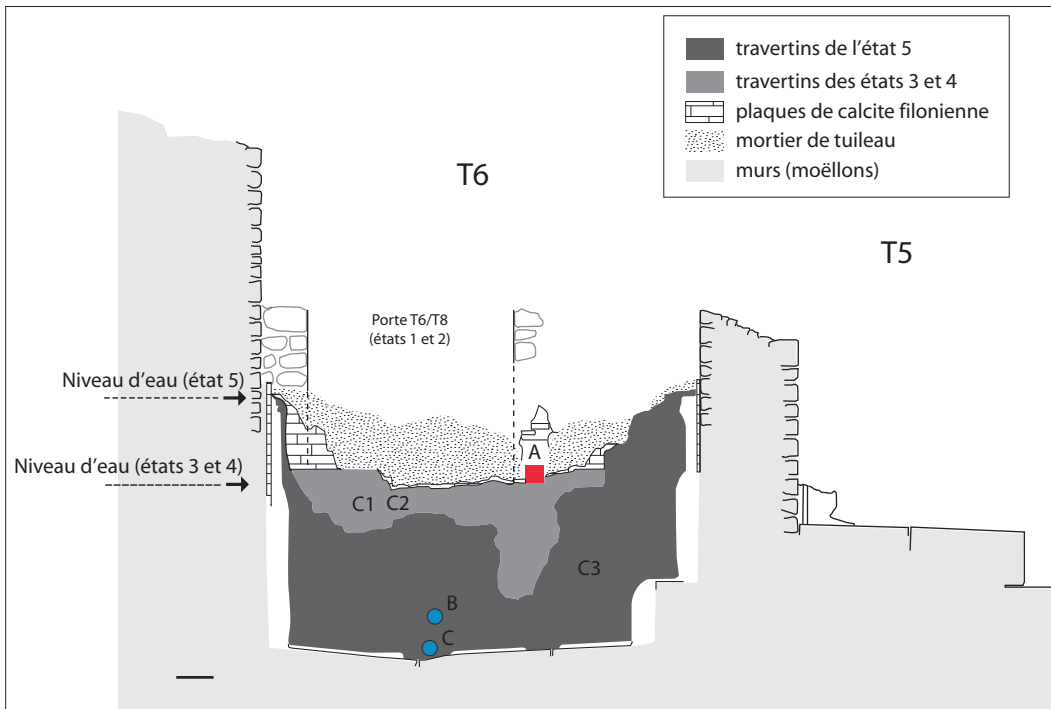 travertins de l'état 5
travertins des états 3 et 4
plaques de calcite filonienne
mortier de tuileau
murs (moëllons)
T6
T5
Porte T6/T8
(états 1 et 2)
Niveau d'eau (état 5)
Niveau d'eau (états 3 et 4)
A
C1
C2
C3
B
C